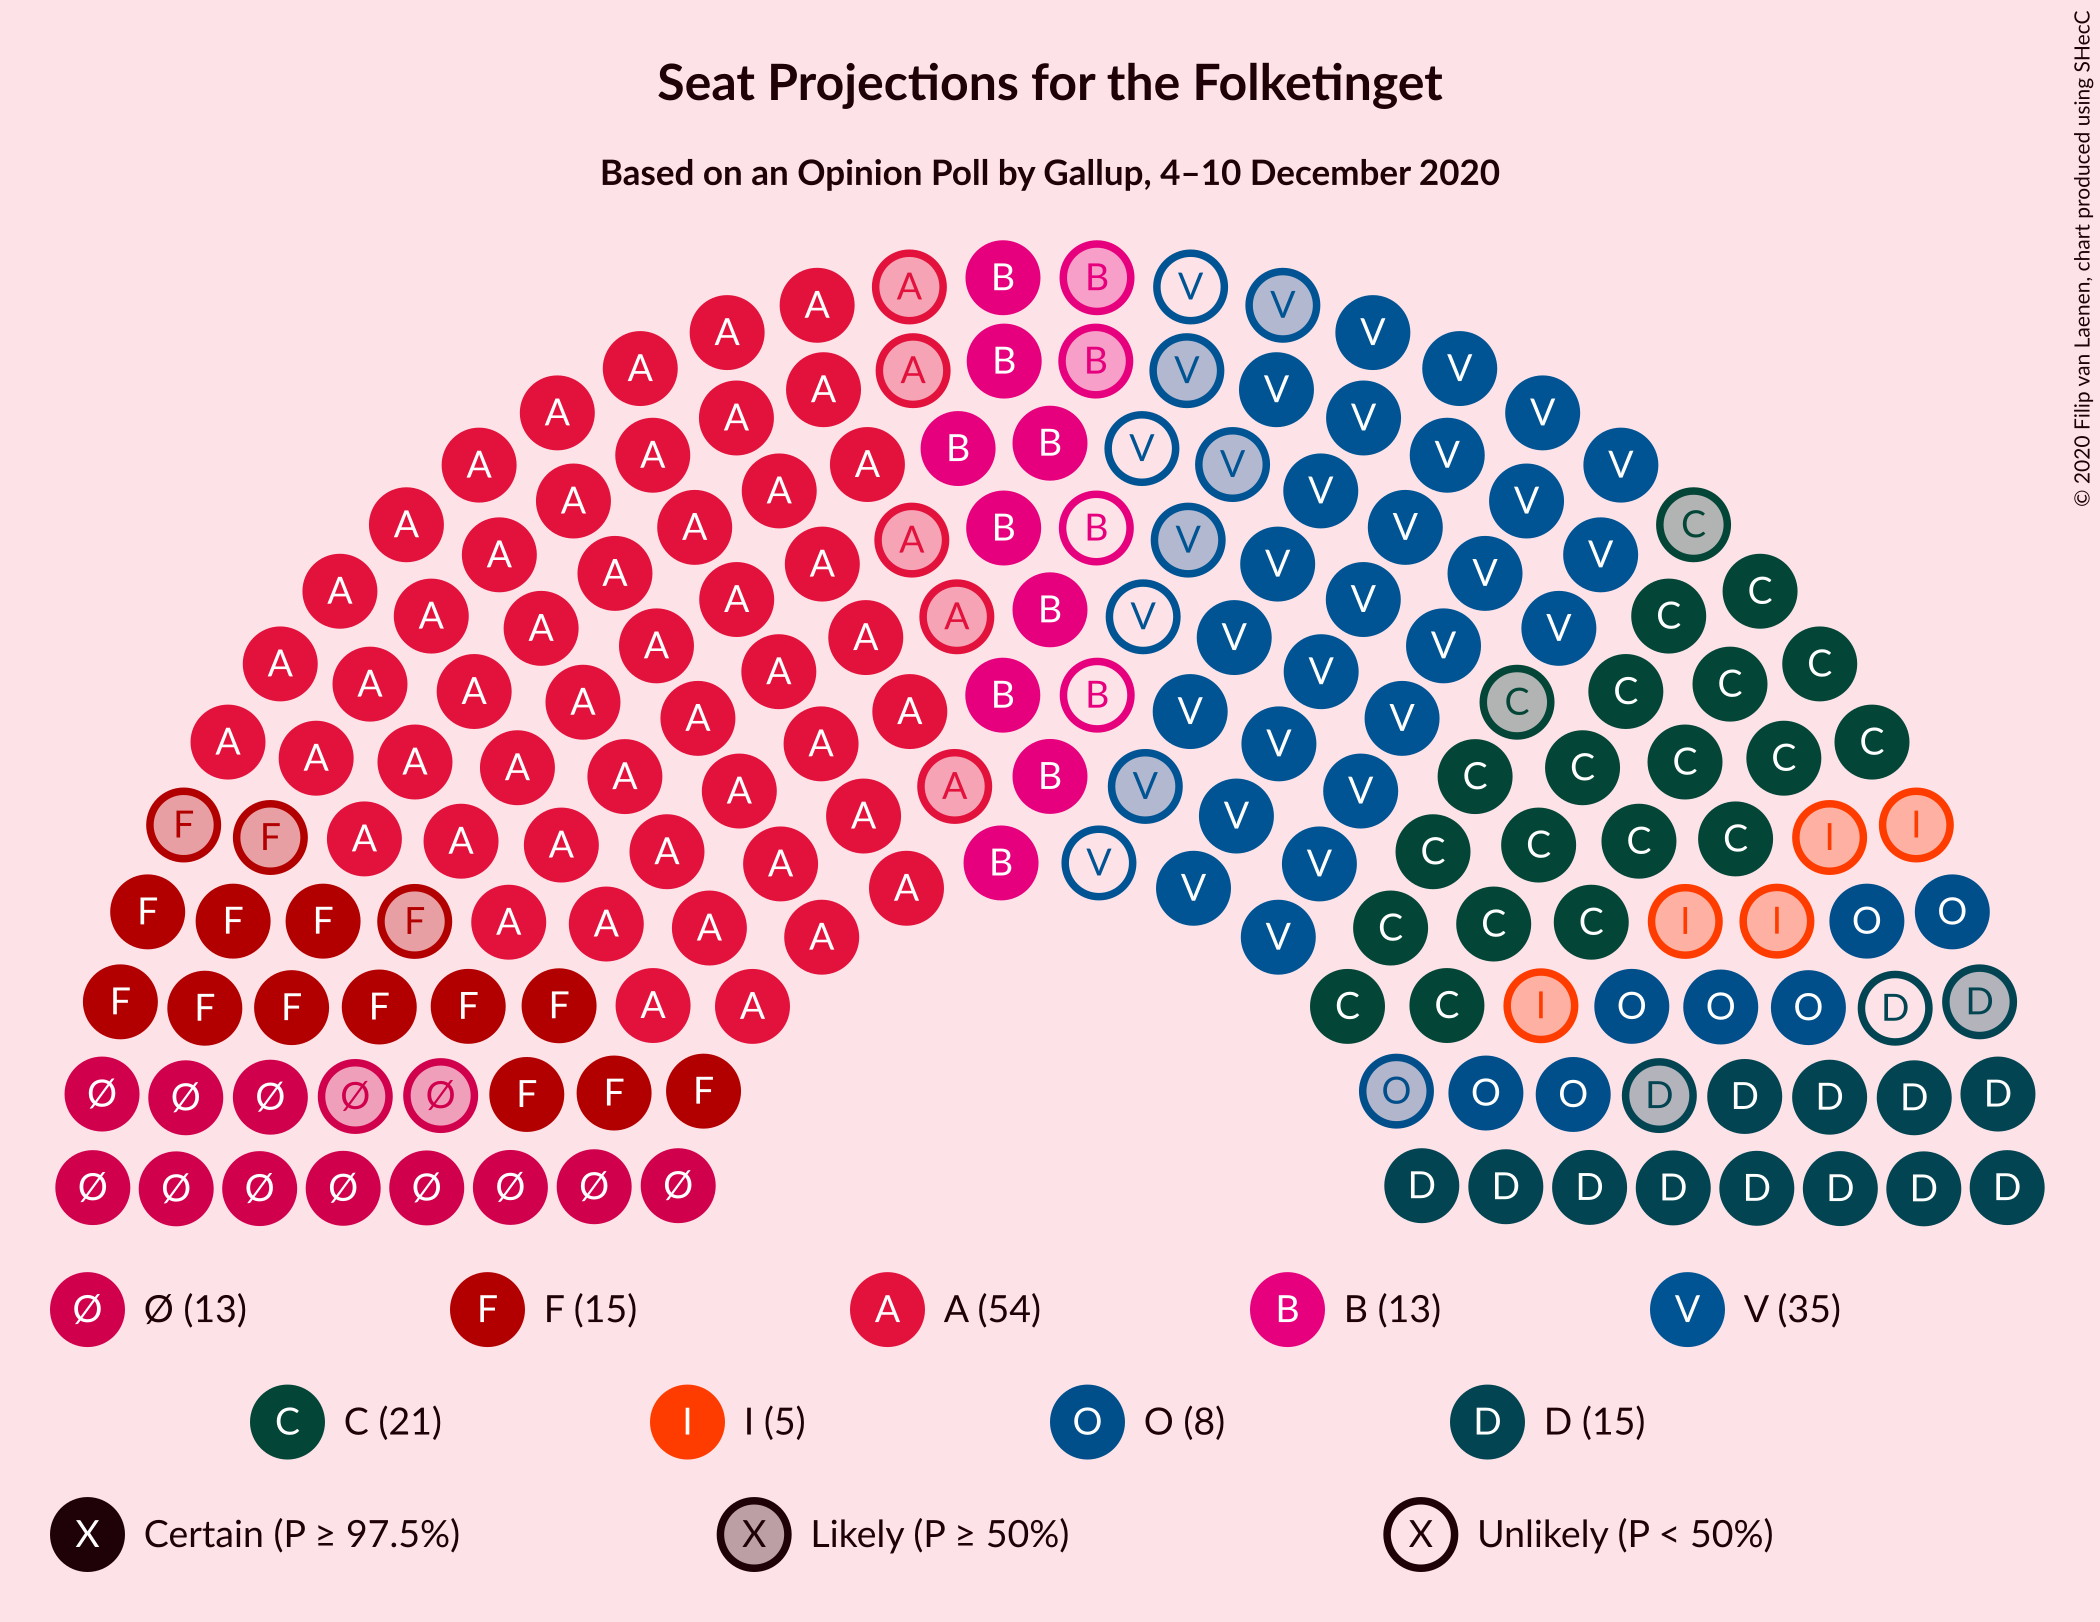 © 2020 Filip van Laenen, chart produced using SHecC
Seat Projections for the Folketinget
Based on an Opinion Poll by Gallup, 4–10 December 2020
A A B B V V
A A A A B B V V V V
A A A A A B B V V V V V V
A A A A A B B V V V V C
A A A A A A A B V V V V V C C
A A A A A V V V V C
A A A A A B B V V C C C
A A A A A A A A B V V V C C C C C
F F A A A A A A B V V V C C C C I I
F F F F A A A A A V V C C C I I O O
F F F F F F A A C C I O O O D D
Ø Ø Ø Ø Ø F F F O O O D D D D D
Ø Ø Ø Ø Ø Ø Ø Ø D D D D D D D D
Ø Ø (13) F F (15) A A (54) B B (13) V V (35)
C C (21) I I (5) O O (8) D D (15)
X Certain (P ≥ 97.5%) X Likely (P ≥ 50%) X Unlikely (P < 50%)